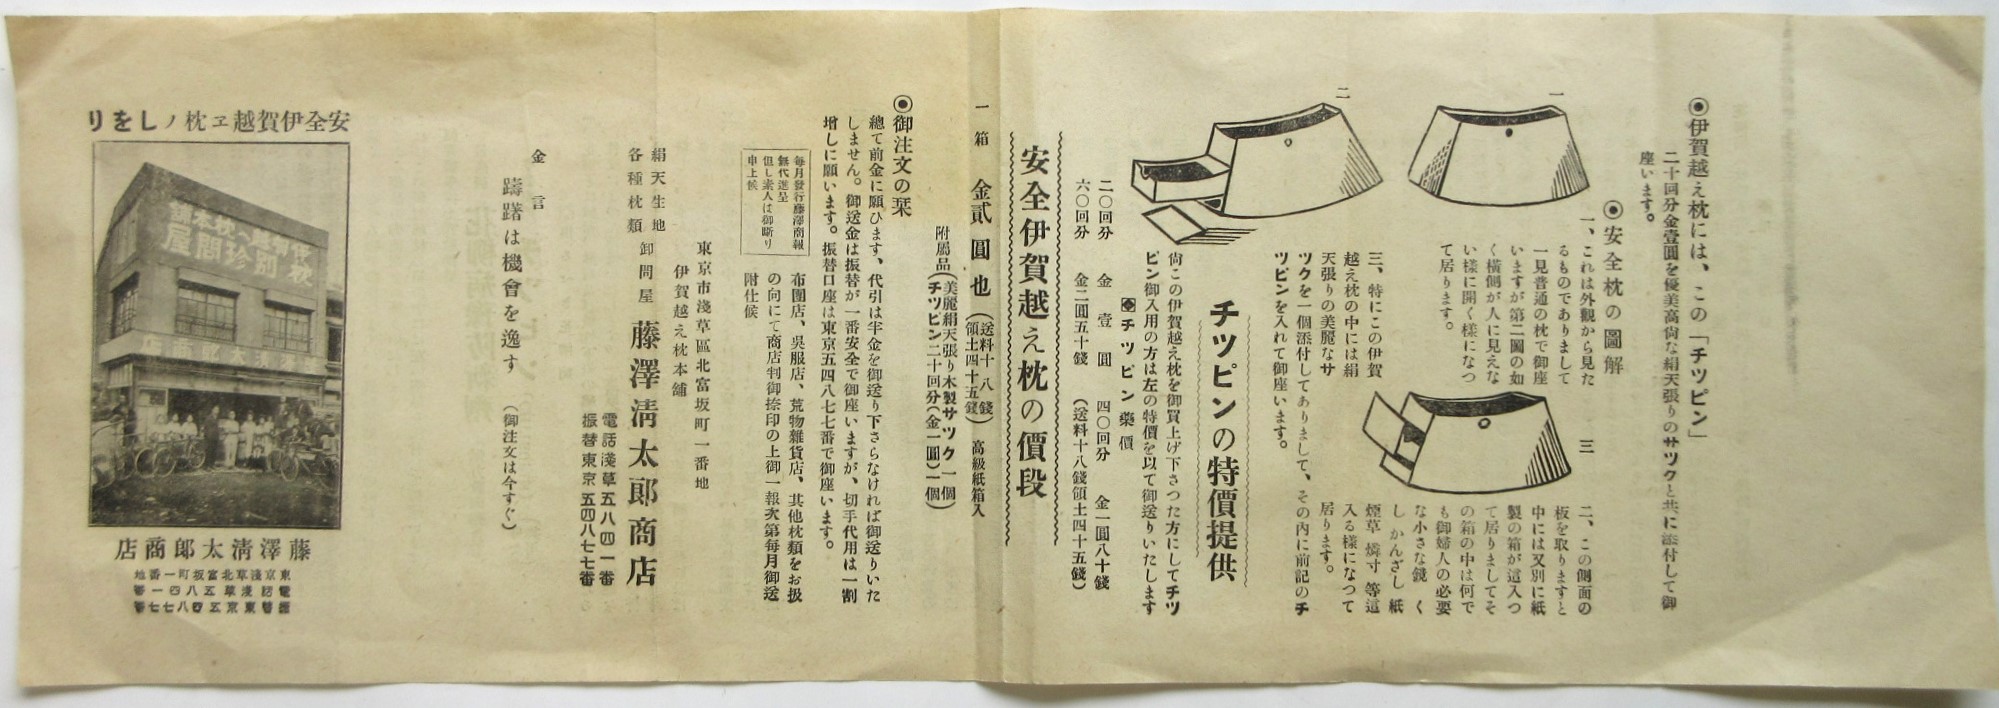 ◉伊賀越え枕には、この「チツピン」
二十回分金壹圓を優美高尙な絹天張りのサツクと共に添付して御
座います。
◉安全枕の圖解
一
一、これは外觀から見た
るものでありまして
一見普通の枕で御座
いますが第二圖の如
く橫側が人に見えな
い樣に開く樣になつ
て居ります。
二
三
二、この側面の
板を取りますと
中には又別に紙
製の箱が這入つ
て居りましてそ
の箱の中は何で
も御婦人の必要
な小さな鏡 く
し かんざし 紙
煙草 燐寸 等這
入る樣になつて
居ります。
三、特にこの伊賀
越え枕の中には絹
天張りの美麗なサ
ツクを一個添付してありまして、その内に前記のチ
ツピンを入れて御座います。
チツピンの特價提供
尙この伊賀越え枕を御買上げ下さつた方にしてチツ
ピン御入用の方は左の特價を以て御送りいたします
◈チツピン藥價
二〇回分 金壹圓 四〇回分 金一圓八十錢
六〇回分 金二圓五十錢 (送料十八錢領土四十五錢)
安全伊賀越え枕の價段
一箱 金貳圓也 (送料十八錢 領土四十五錢) 高級紙箱入
附屬品 (美麗絹天張り木製サツク一個
チツピン二十回分(金一圓)一個)
◉御注文の栞
總て前金に願ひます、代引は半金を御送り下さらなければ御送りいた
しません。御送金は振替が一番安全で御座いますが、切手代用は一割
增しに願います。振替口座は東京五四八七七番で御座います。
布團店、吳服店、荒物雜貨店、其他枕類をお扱
の向にて商店判御捺印の上御一報次第每月御送
附仕候
每月發行藤澤商報
無代進呈
但し素人は御斷り
申上候
東京市淺草區北富坂町一番地
伊賀越え枕本舖
絹天生地
各種枕類
卸問屋 藤澤淸太郞商店
電話淺草五八四一番
振替東京五四八七七番
金言
躊躇は機會を逸す (御注文は今すぐ)
安全伊賀越ヱ枕ノしをり
藤澤淸太郞商店
東京淺草北富坂町一番地
電話淺草五八四一番
振替東京五四八七七番